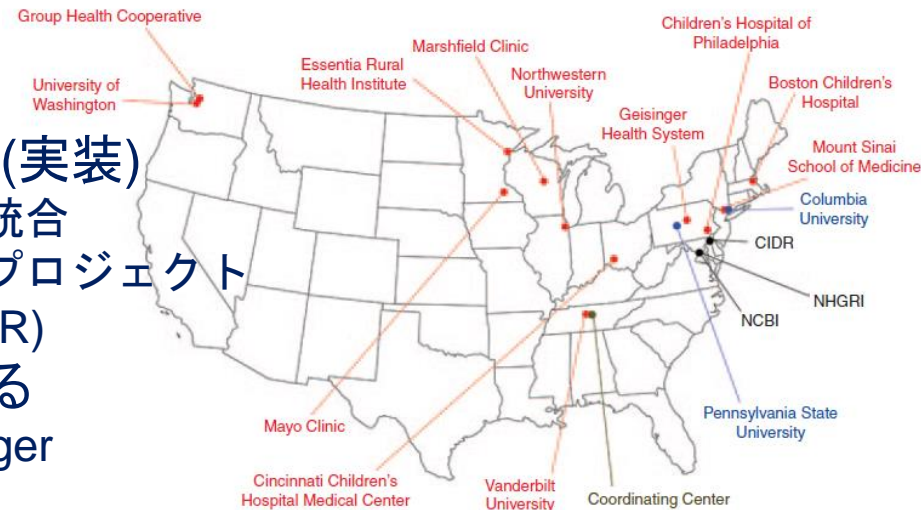 Group Health Cooperative
University of
Washington
Essentia Rural
Health Institute
Marshfield Clinic
Northwestern
University
Children's Hospital of
Philadelphia
Geisinger
Health System
Boston Children's
Hospital
Mount Sinai
School of Medicine
Columbia
University
CIDR
NHGRI
NCBI
Pennsylvania State
University
Mayo Clinic
Cincinnati Children's
Hospital Medical Center
Vanderbilt
University
Coordinating Center
(実装)
統合
プロジェクト
R)
る
ger